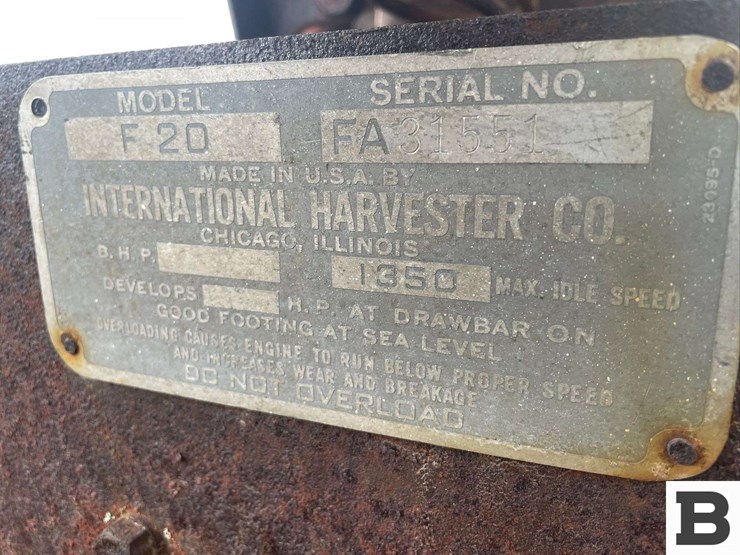 MODEL SERIAL NO.
F 20 FA31551
MADE IN U.S.A. BY
INTERNATIONAL HARVESTER CO.
CHICAGO, ILLINOIS
B.H.P. 1350 MAX. IDLE SPEED
DEVELOPS H.P. AT DRAWBAR ON
GOOD FOOTING AT SEA LEVEL
OVERLOADING CAUSES ENGINE TO RUN BELOW PROPER SPEED
AND INCREASES WEAR AND BREAKAGE
DO NOT OVERLOAD
28095-D
B